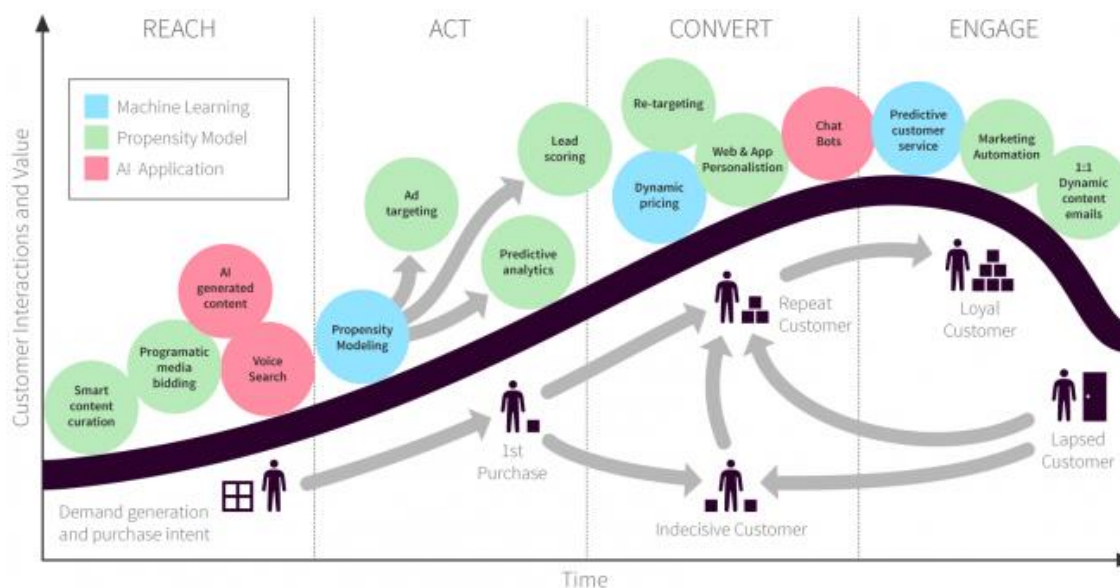 REACH
ACT
CONVERT
ENGAGE
Machine Learning
Propensity Model
AI Application
Customer Interactions and Value
Smart
content
curation
Programatic
media
bidding
AI
generated
content
Voice
Search
Propensity
Modeling
Ad
targeting
Lead
scoring
Predictive
analytics
Re-targeting
Dynamic
pricing
Web & App
Personalistion
Chat
Bots
Predictive
customer
service
Marketing
Automation
1:1
Dynamic
content
emails
Demand generation
and purchase intent
1st
Purchase
Repeat
Customer
Indecisive Customer
Loyal
Customer
Lapsed
Customer
Time